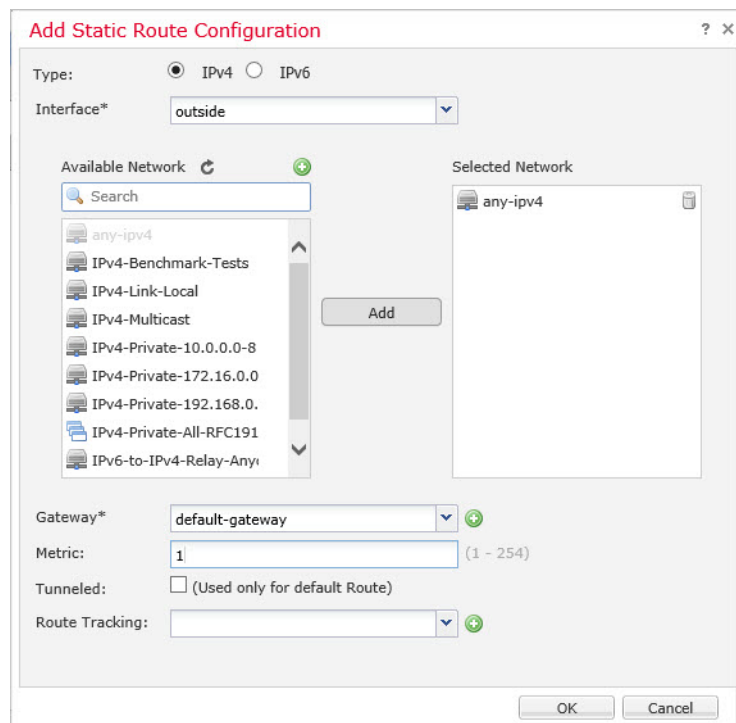 Add Static Route Configuration ? ×
Type: IPv4 IPv6
Interface* outside
Available Network
Selected Network
Search
any-ipv4
any-ipv4
IPv4-Benchmark-Tests
IPv4-Link-Local
IPv4-Multicast
Add
IPv4-Private-10.0.0.0-8
IPv4-Private-172.16.0.0
IPv4-Private-192.168.0.
IPv4-Private-All-RFC191
IPv6-to-IPv4-Relay-Any
Gateway* default-gateway
Metric: 1 (1 - 254)
Tunneled: (Used only for default Route)
Route Tracking:
OK Cancel